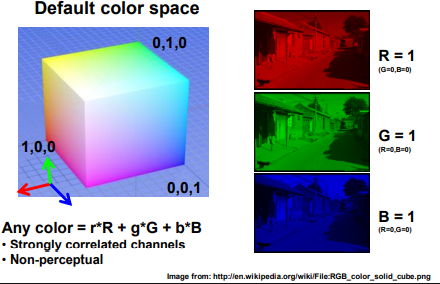 Default color space
0,1,0
1,0,0
0,0,1
Any color = r*R + g*G + b*B
• Strongly correlated channels
• Non-perceptual
R = 1
(G=0,B=0)
G = 1
(R=0,B=0)
B = 1
(R=0,G=0)
Image from: http://en.wikipedia.org/wiki/File:RGB_color_solid_cube.png